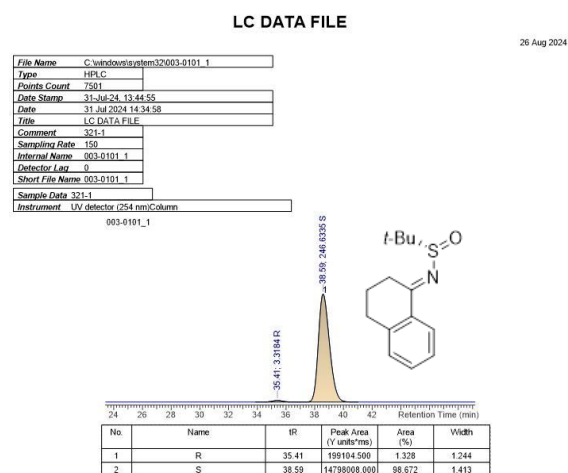 LC DATA FILE
26 Aug 2024
File Name C:\windows\system32\003-0101_1
Type HPLC
Points Count 7501
Date Stamp 31-Jul-24, 13:44:55
Date 31 Jul 2024 14:34:58
Title LC DATA FILE
Comment 321-1
Sampling Rate 150
Internal Name 003-0101_1
Detector Lag 0
Short File Name 003-0101_1
Sample Data 321-1
Instrument UV detector (254 nm)Column
003-0101_1
35.41; 3.3184 R
38.59; 246.6335 S
t-Bu
S
O
N
24 26 28 30 32 34 36 38 40 42 Retention Time (min)
No. Name tR Peak Area (Y units*ms) Area (%) Width
1 R 35.41 199104.500 1.328 1.244
2 S 38.59 14798008.000 98.672 1.413